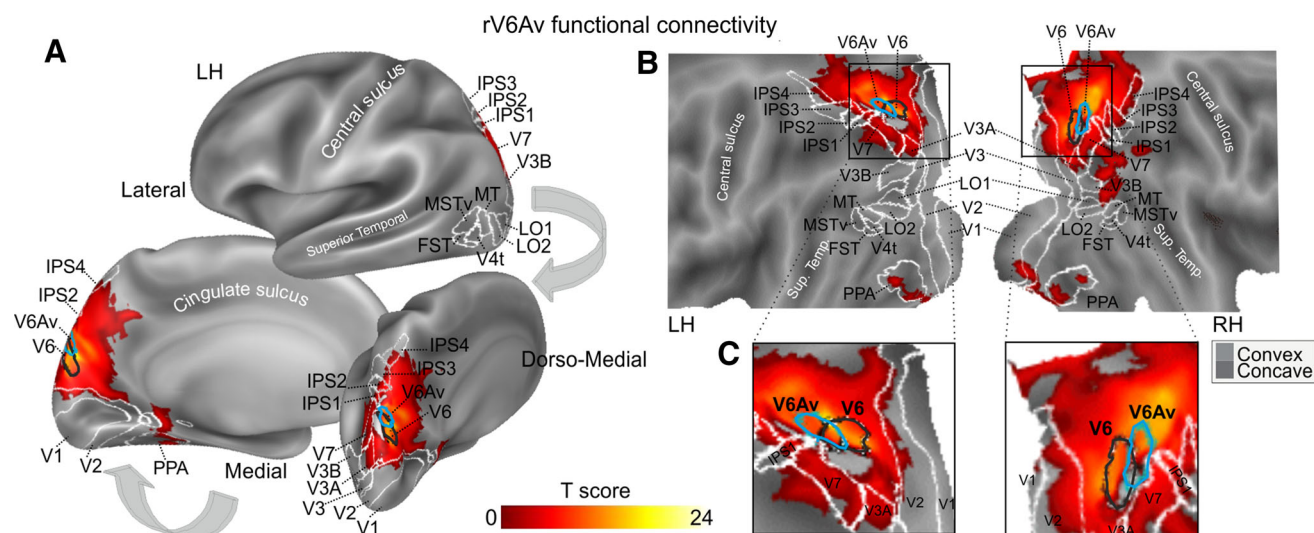 rV6Av functional connectivity
A
LH
Central sulcus
IPS3
IPS2
IPS1
V7
V3B
Lateral
Superior Temporal
MSTv
MT
FST
V4t
LO1
LO2
IPS4
IPS2
V6Av
V6
Cingulate sulcus
V1
V2
PPA
Medial
Dorso-Medial
IPS4
IPS3
IPS2
IPS1
V6Av
V6
V7
V3B
V3A
V3
V2
V1
T score
0
24
B
V6Av
V6
IPS4
IPS3
IPS2
IPS1
V7
Central sulcus
V3B
MT
MSTv
FST
V4t
LO2
Sup. Temp.
PPA
LH
V3A
V3
LO1
V2
V1
V6
V6Av
IPS4
IPS3
IPS2
IPS1
V7
Central sulcus
V3B
MT
MSTv
LO2
FST
V4t
Sup. Temp.
PPA
RH
Convex
Concave
C
V6Av
V6
IPS1
V7
V3A
V2
V1
V6
V6Av
V1
V2
V3A
V7
IPS1